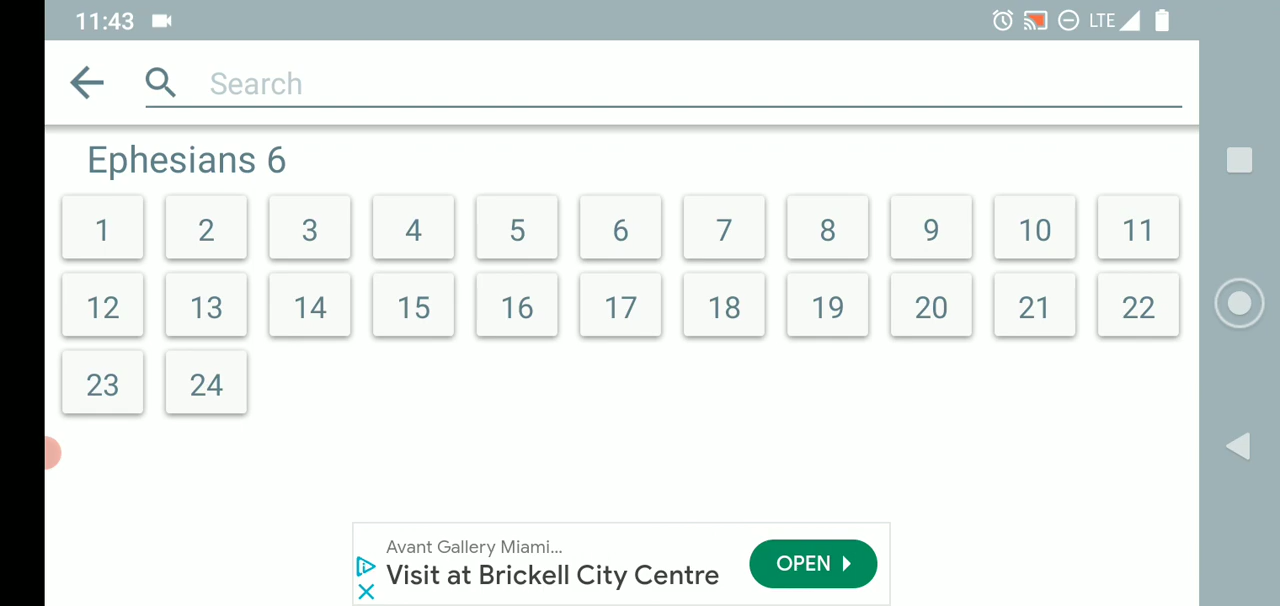 11:43 LTE
Search
Ephesians 6
1 2 3 4 5 6 7 8 9 10 11
12 13 14 15 16 17 18 19 20 21 22
23 24
Avant Gallery Miami...
Visit at Brickell City Centre
OPEN